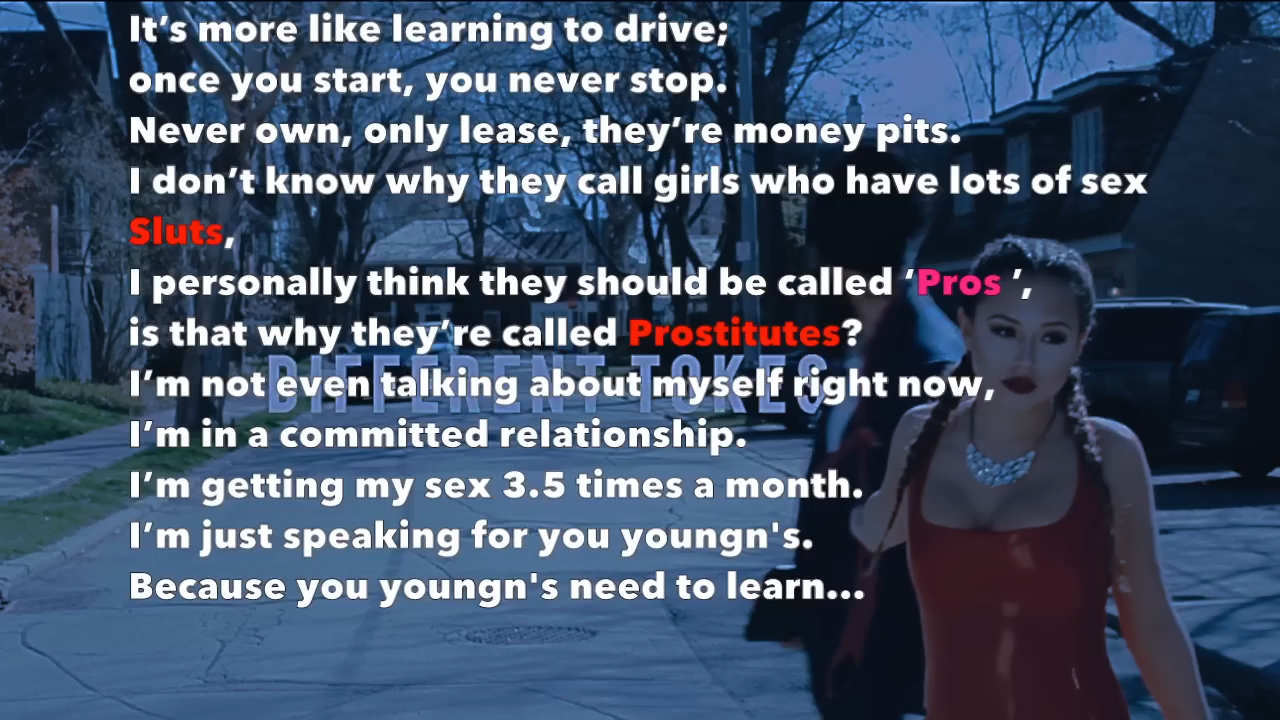 It’s more like learning to drive;
once you start, you never stop.
Never own, only lease, they’re money pits.
I don’t know why they call girls who have lots of sex
Sluts,
I personally think they should be called ‘Pros ’,
is that why they’re called Prostitutes?
DIFFERENT TOKES
I’m not even talking about myself right now,
I’m in a committed relationship.
I’m getting my sex 3.5 times a month.
I’m just speaking for you youngn's.
Because you youngn's need to learn...